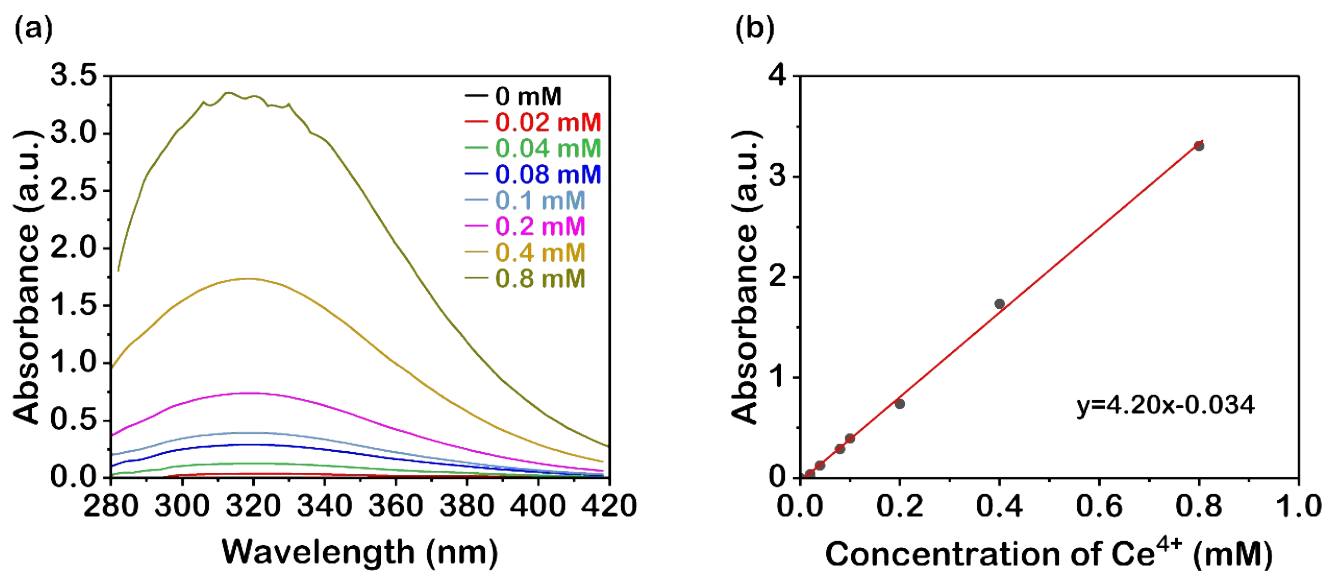 (a)
Absorbance (a.u.)
3.5
3.0
2.5
2.0
1.5
1.0
0.5
0.0
280 300 320 340 360 380 400 420
Wavelength (nm)
0 mM
0.02 mM
0.04 mM
0.08 mM
0.1 mM
0.2 mM
0.4 mM
0.8 mM
(b)
Absorbance (a.u.)
4
3
2
1
0
0.0 0.2 0.4 0.6 0.8 1.0
Concentration of Ce⁴⁺ (mM)
y=4.20x-0.034